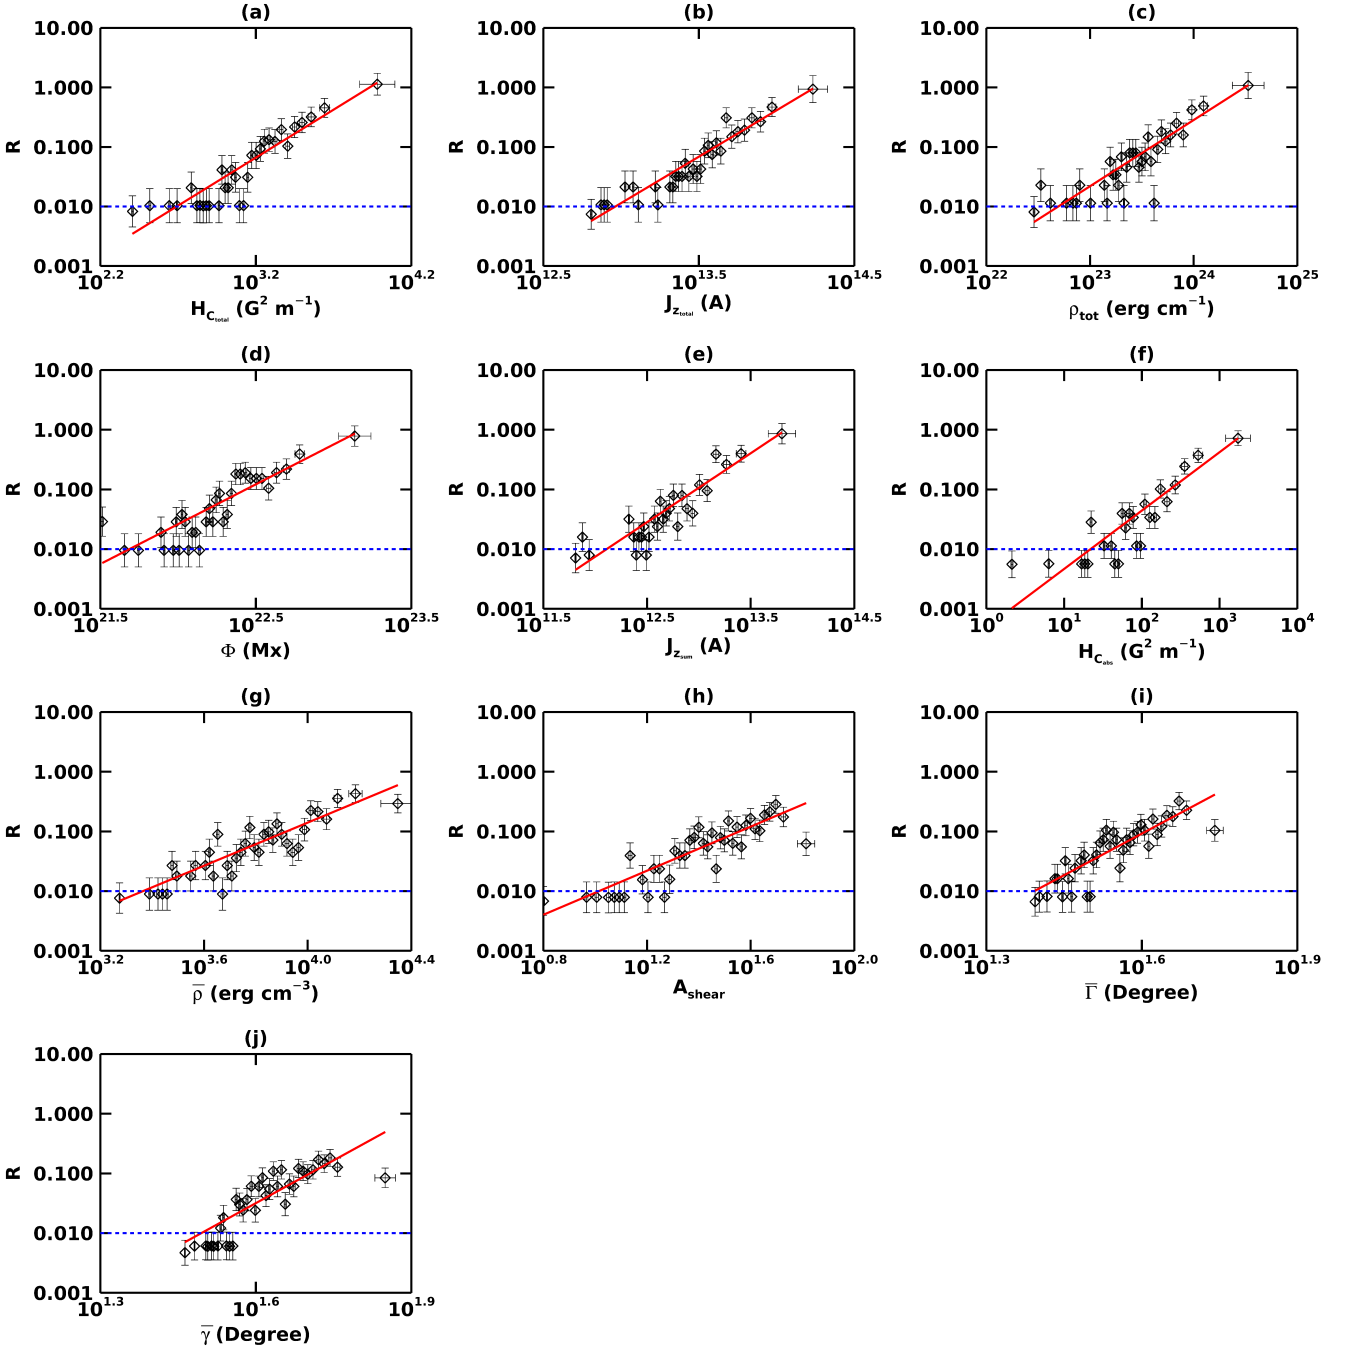 (a)
10.00
1.000
0.100
0.010
0.001
R
10^2.2 10^3.2 10^4.2
H_C_total (G^2 m^−1)
(b)
10.00
1.000
0.100
0.010
0.001
R
10^12.5 10^13.5 10^14.5
J_z_total (A)
(c)
10.00
1.000
0.100
0.010
0.001
R
10^22 10^23 10^24 10^25
ρ_tot (erg cm^−1)
(d)
10.00
1.000
0.100
0.010
0.001
R
10^21.5 10^22.5 10^23.5
Φ (Mx)
(e)
10.00
1.000
0.100
0.010
0.001
R
10^11.5 10^12.5 10^13.5 10^14.5
J_z_sum (A)
(f)
10.00
1.000
0.100
0.010
0.001
R
10^0 10^1 10^2 10^3 10^4
H_C_abs (G^2 m^−1)
(g)
10.00
1.000
0.100
0.010
0.001
R
10^3.2 10^3.6 10^4.0 10^4.4
ρ̅ (erg cm^−3)
(h)
10.00
1.000
0.100
0.010
0.001
R
10^0.8 10^1.2 10^1.6 10^2.0
A_shear
(i)
10.00
1.000
0.100
0.010
0.001
R
10^1.3 10^1.6 10^1.9
Γ̅ (Degree)
(j)
10.00
1.000
0.100
0.010
0.001
R
10^1.3 10^1.6 10^1.9
γ̅ (Degree)